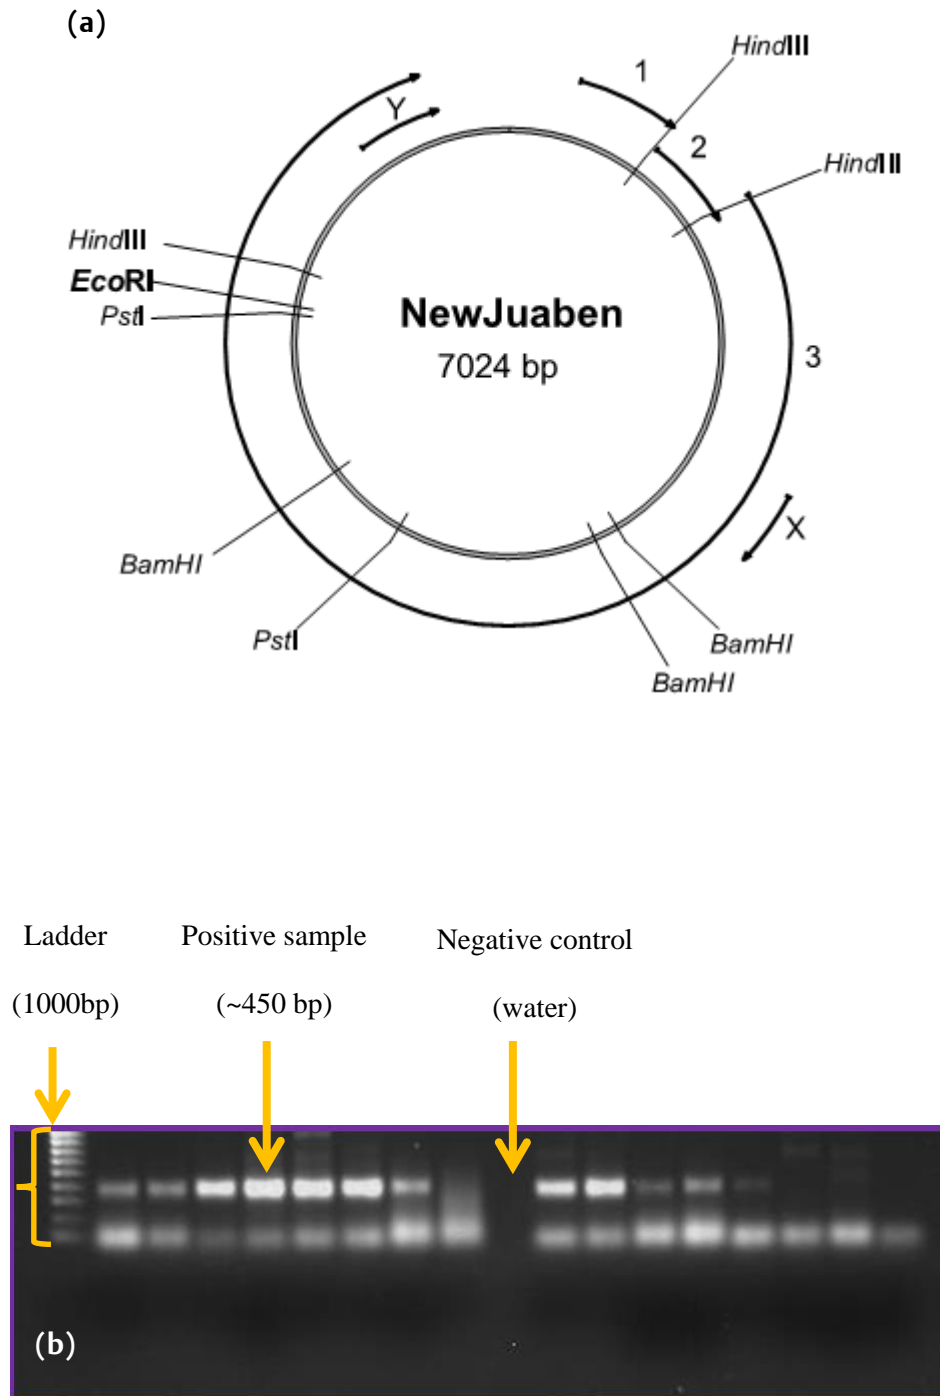 (a)
HindIII
1
2
Y
HindIII
HindIII
EcoRI
PstI
NewJuaben
7024 bp
3
X
BamHI
PstI
BamHI
BamHI
Ladder
(1000bp)
Positive sample
(~450 bp)
Negative control
(water)
(b)